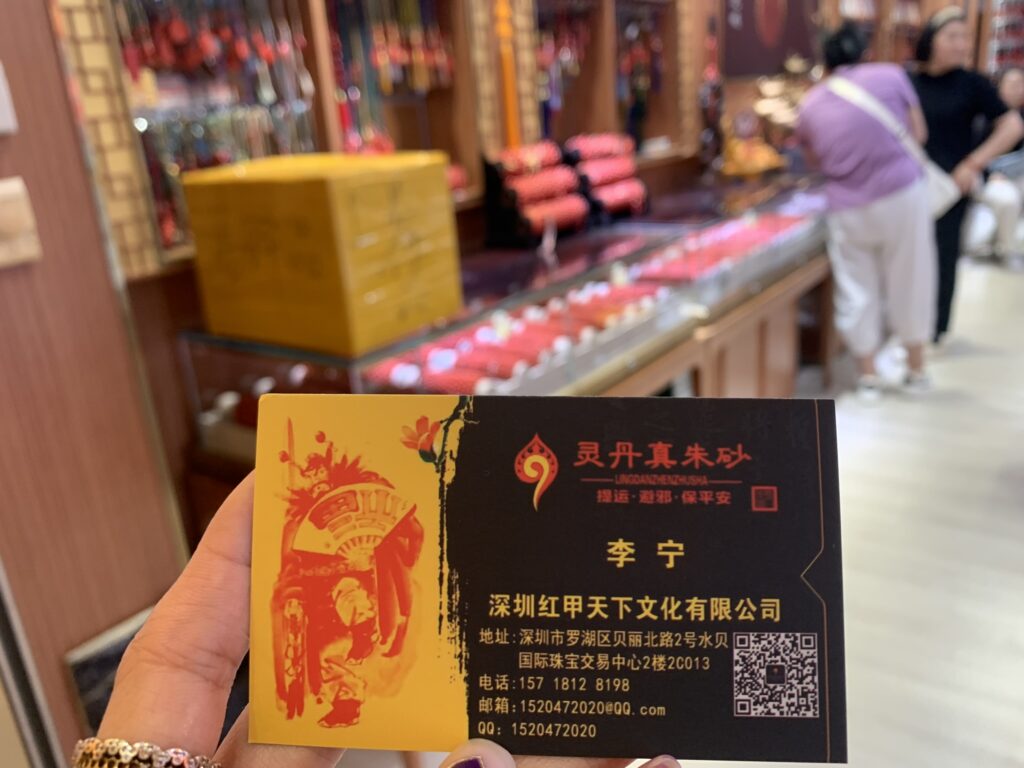 灵丹真朱砂
LINGDANZHENZHUSHA
提运·避邪·保平安
李宁
深圳红甲天下文化有限公司
地址:深圳市罗湖区贝丽北路2号水贝
国际珠宝交易中心2楼2C013
电话:157 1812 8198
邮箱:1520472020@QQ.com
QQ: 1520472020